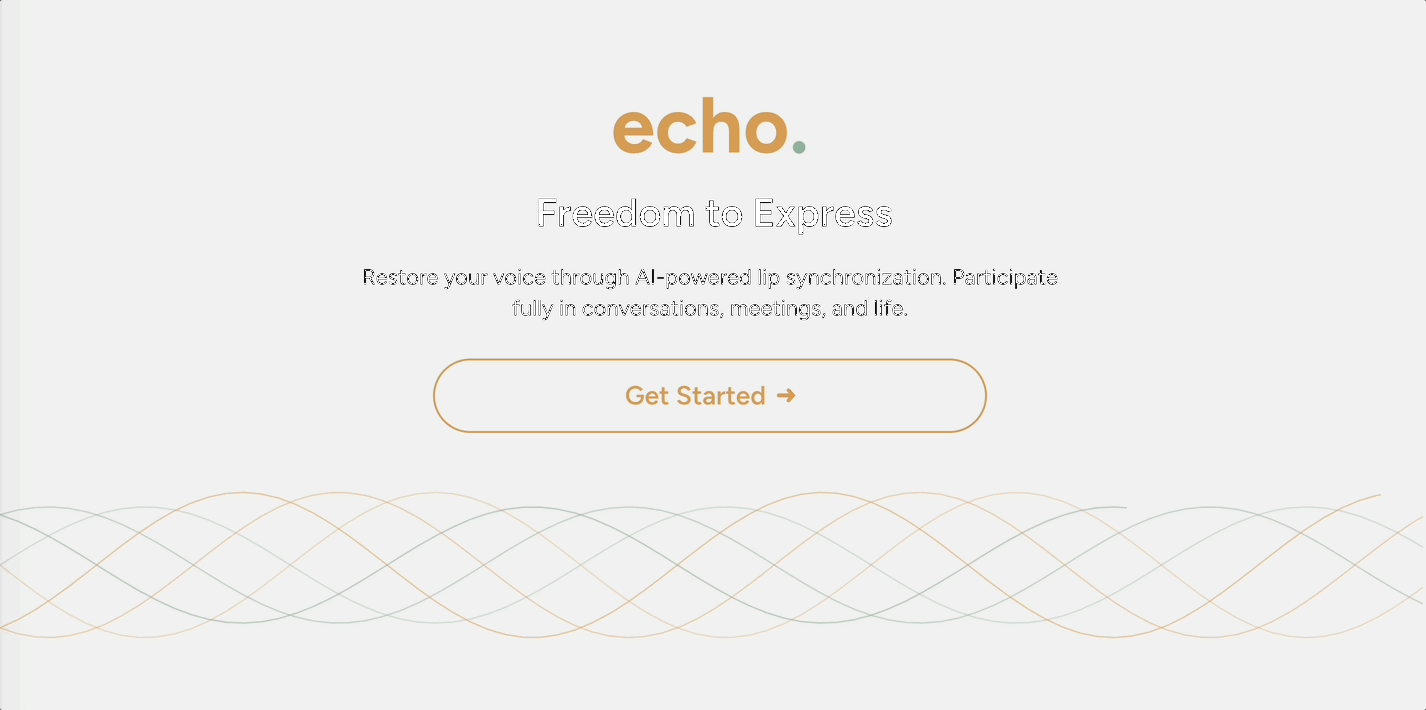 echo.
Freedom to Express
Restore your voice through AI-powered lip synchronization. Participate
fully in conversations, meetings, and life.
Get Started ➜